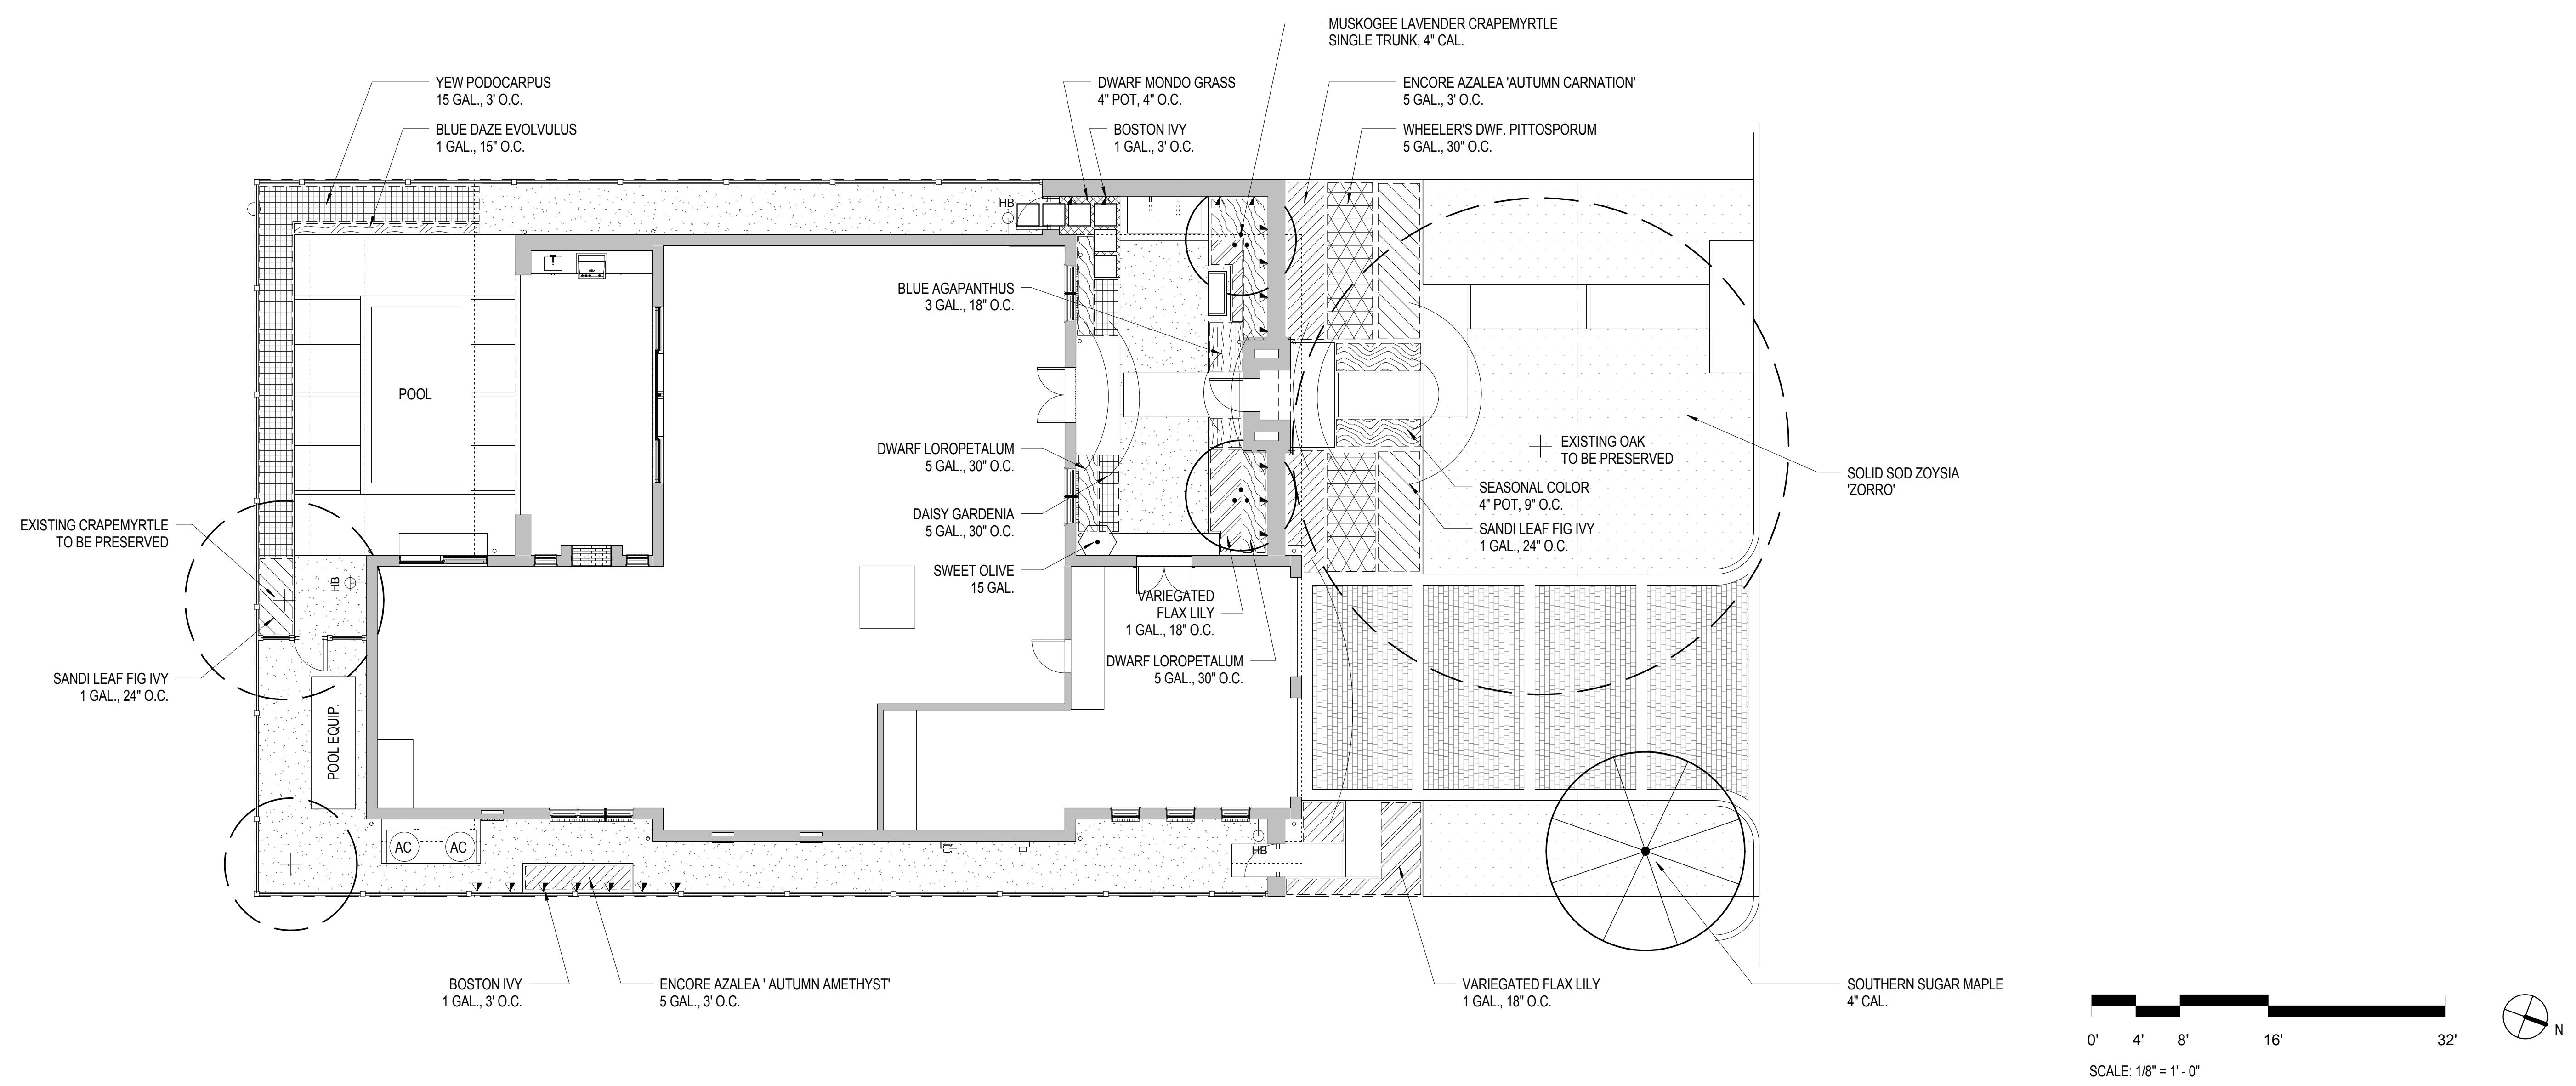 MUSKOGEE LAVENDER CRAPEMYRTLE
SINGLE TRUNK, 4" CAL.
YEW PODOCARPUS
15 GAL., 3' O.C.
DWARF MONDO GRASS
4" POT, 4" O.C.
ENCORE AZALEA 'AUTUMN CARNATION'
5 GAL., 3' O.C.
BLUE DAZE EVOLVULUS
1 GAL., 15" O.C.
BOSTON IVY
1 GAL., 3' O.C.
WHEELER'S DWF. PITTOSPORUM
5 GAL., 30" O.C.
HB
BLUE AGAPANTHUS
3 GAL., 18" O.C.
POOL
DWARF LOROPETALUM
5 GAL., 30" O.C.
EXISTING OAK
TO BE PRESERVED
SOLID SOD ZOYSIA
'ZORRO'
SEASONAL COLOR
4" POT, 9" O.C.
DAISY GARDENIA
5 GAL., 30" O.C.
SANDI LEAF FIG IVY
1 GAL., 24" O.C.
EXISTING CRAPEMYRTLE
TO BE PRESERVED
SWEET OLIVE
15 GAL.
HB
VARIEGATED
FLAX LILY
1 GAL., 18" O.C.
DWARF LOROPETALUM
5 GAL., 30" O.C.
SANDI LEAF FIG IVY
1 GAL., 24" O.C.
POOL EQUIP.
AC
AC
HB
BOSTON IVY
1 GAL., 3' O.C.
ENCORE AZALEA ' AUTUMN AMETHYST'
5 GAL., 3' O.C.
VARIEGATED FLAX LILY
1 GAL., 18" O.C.
SOUTHERN SUGAR MAPLE
4" CAL.
N
0' 4' 8' 16' 32'
SCALE: 1/8" = 1' - 0"